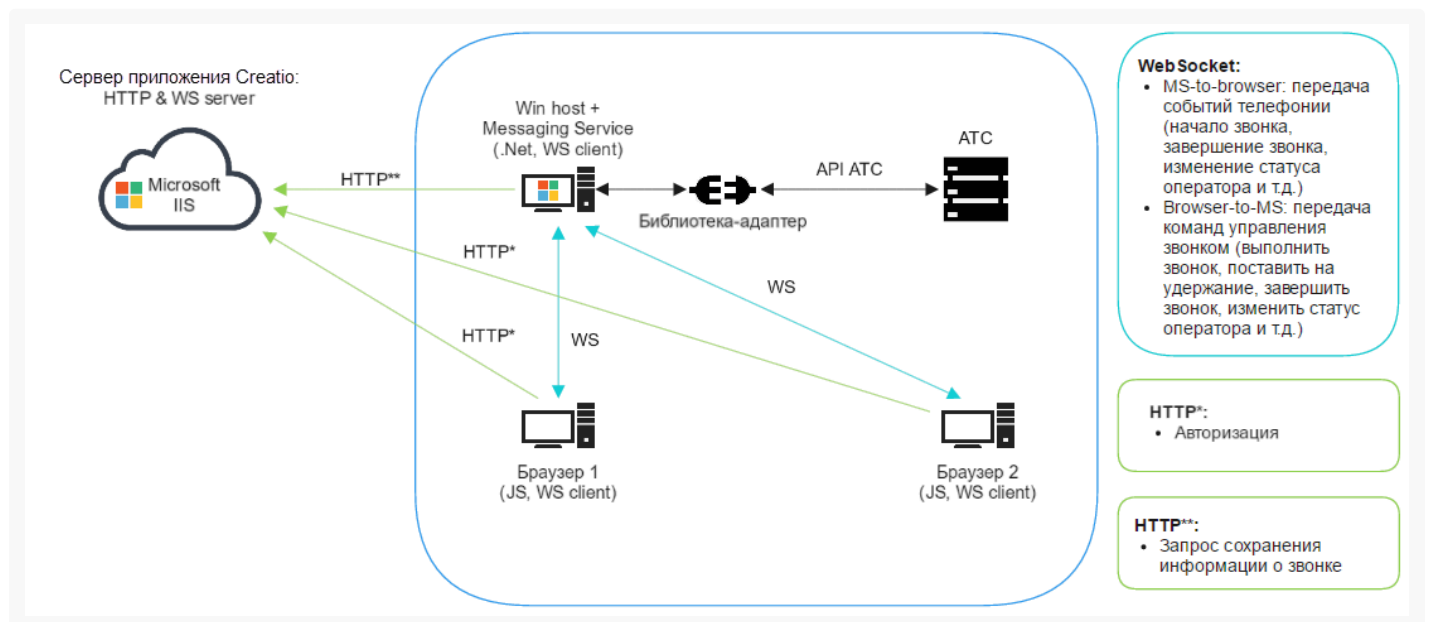 Сервер приложения Creatio:
HTTP & WS server
Microsoft
IIS
HTTP**
Win host +
Messaging Service
(.Net, WS client)
Библиотека-адаптер
API ATC
ATC
HTTP*
WS
HTTP*
WS
Браузер 1
(JS, WS client)
Браузер 2
(JS, WS client)
WebSocket:
• MS-to-browser: передача
событий телефонии
(начало звонка,
завершение звонка,
изменение статуса
оператора и т.д.)
• Browser-to-MS: передача
команд управления
звонком (выполнить
звонок, поставить на
удержание, завершить
звонок, изменить статус
оператора и т.д.)
HTTP*:
• Авторизация
HTTP**:
• Запрос сохранения
информации о звонке